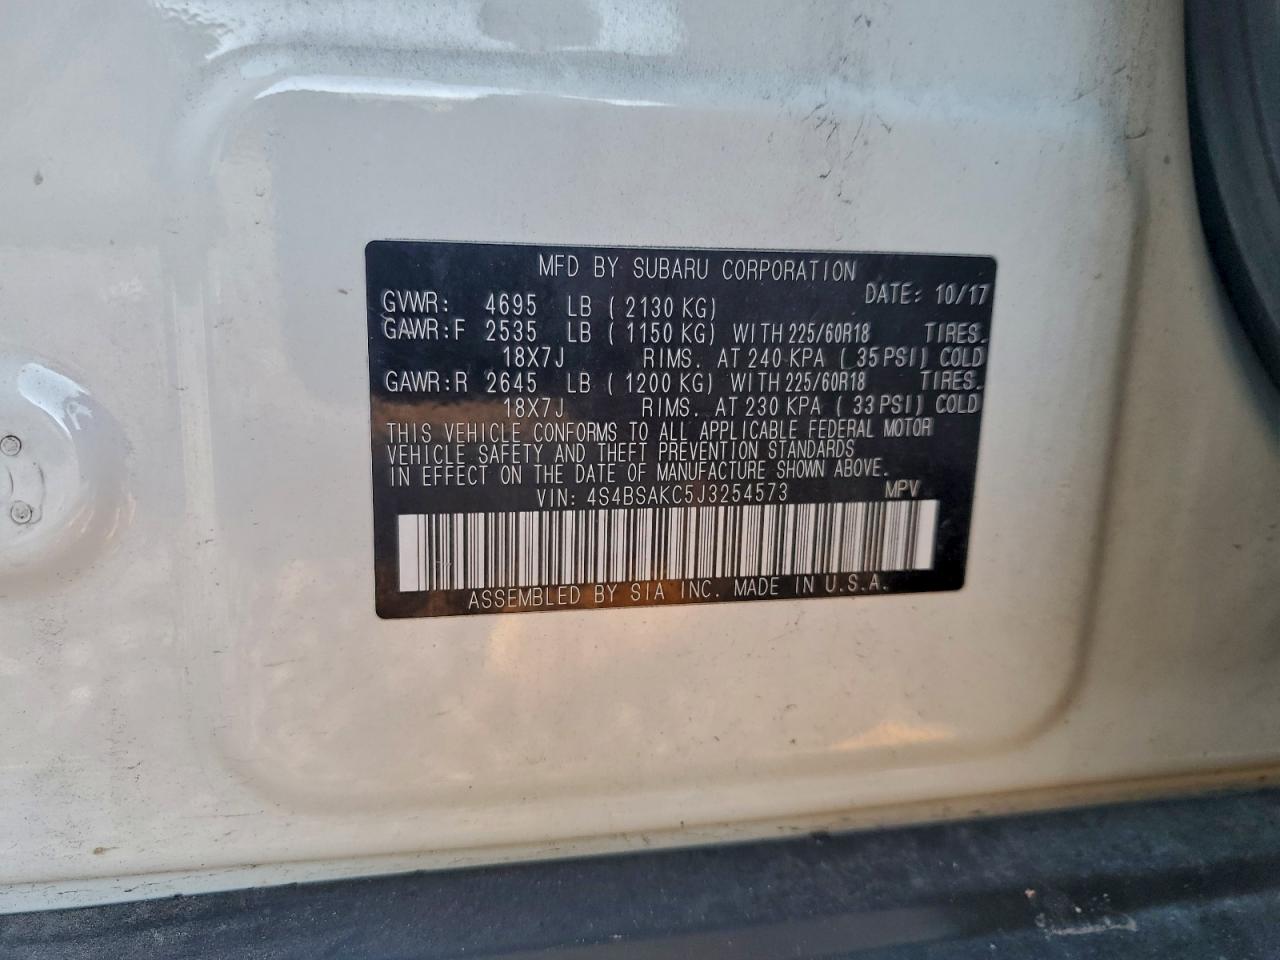 MFD BY SUBARU CORPORATION
DATE: 10/17
GVWR: 4695 LB ( 2130 KG)
GAWR:F 2535 LB ( 1150 KG) WITH 225/60R18 TIRES.
18X7J RIMS. AT 240 KPA ( 35 PSI) COLD
GAWR:R 2645 LB ( 1200 KG) WITH 225/60R18 TIRES.
18X7J RIMS. AT 230 KPA ( 33 PSI) COLD
THIS VEHICLE CONFORMS TO ALL APPLICABLE FEDERAL MOTOR
VEHICLE SAFETY AND THEFT PREVENTION STANDARDS
IN EFFECT ON THE DATE OF MANUFACTURE SHOWN ABOVE.
VIN: 4S4BSAKC5J3254573 MPV
ASSEMBLED BY SIA INC. MADE IN U.S.A.